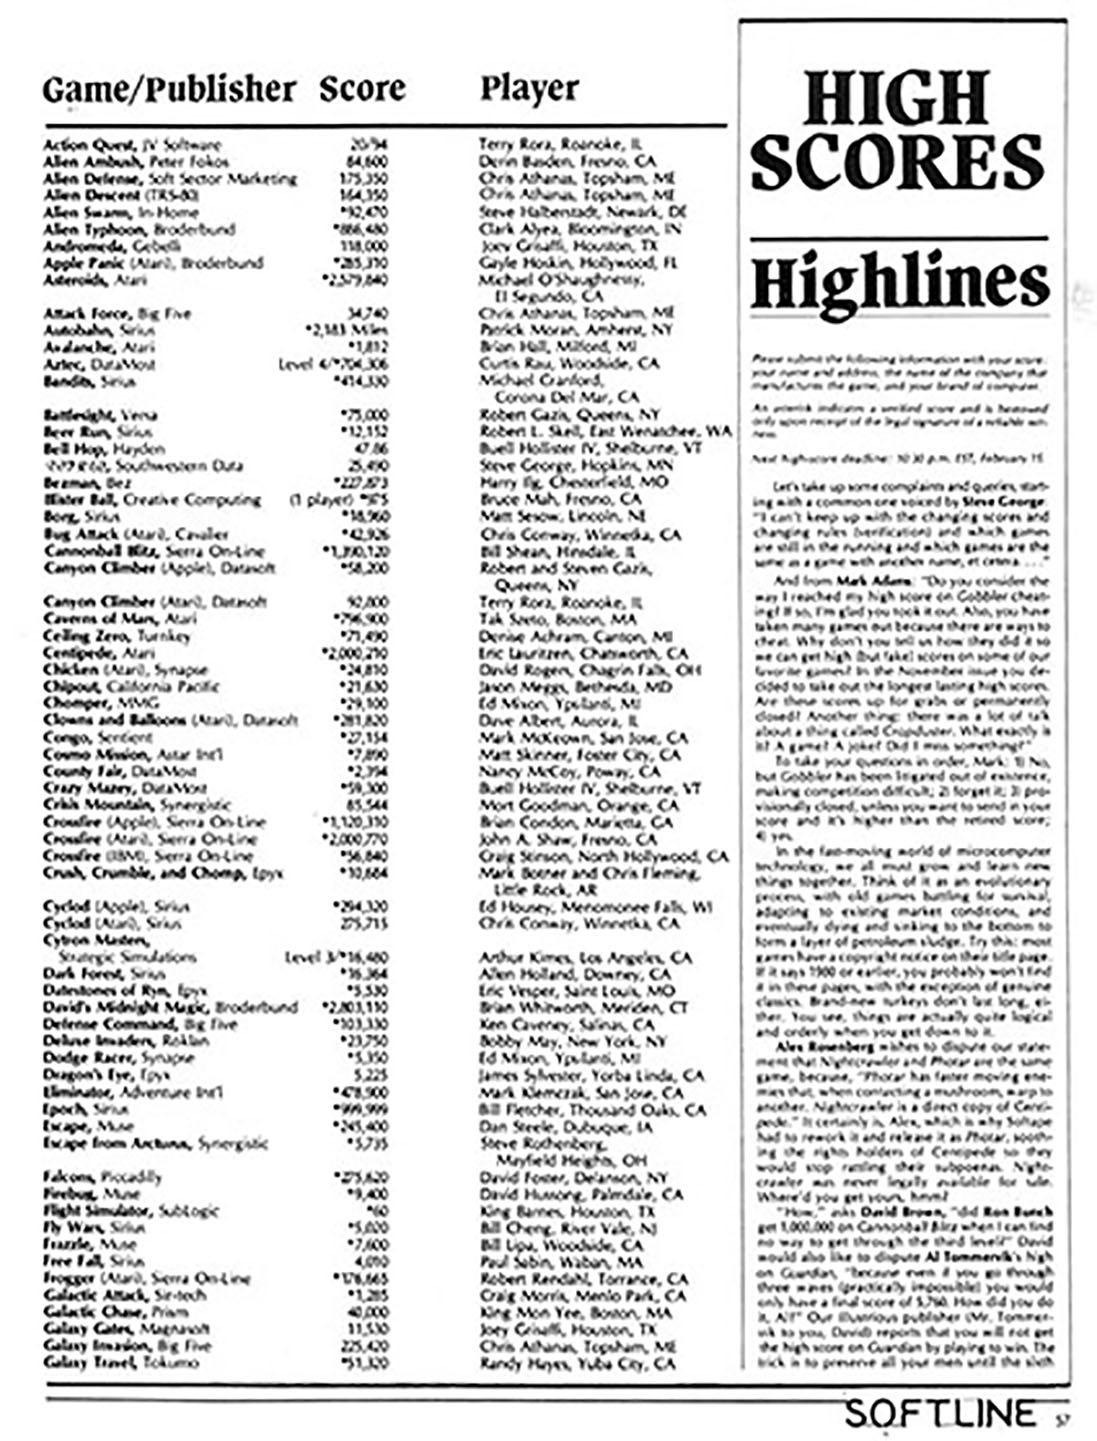 Game/Publisher Score Player
Action Quest, JV Software 20/94 Terry Rora, Roanoke, IL
Alien Ambush, Peter Fokos 64,600 Derin Basden, Fresno, CA
Alien Defense, Soft Sector Marketing 175,350 Chris Athanas, Topsham, ME
Alien Descent (TRS-80) 164,350 Chris Athanas, Topsham, ME
Alien Swarm, In-Home *92,470 Steve Halberstadt, Newark, DE
Alien Typhoon, Broderbund *866,480 Clark Alyea, Bloomington, IN
Andromeda, Gebelli 118,000 Joey Grisaffi, Houston, TX
Apple Panic (Atari), Broderbund *285,310 Gayle Hoskin, Hollywood, FL
Asteroids, Atari *2,579,640 Michael O'Shaughnessy,
El Segundo, CA
Attack Force, Big Five 34,740 Chris Athanas, Topsham, ME
Autobahn, Sirius *2,183 Miles Patrick Moran, Amherst, NY
Avalanche, Atari *1,812 Brian Hall, Milford, MI
Aztec, DataMost Level 4/*704,306 Curtis Rau, Woodside, CA
Bandits, Sirius *414,330 Michael Cranford,
Corona Del Mar, CA
Battlesight, Versa *75,000 Robert Gazis, Queens, NY
Beer Run, Sirius *12,152 Robert L. Skell, East Wenatchee, WA
Bell Hop, Hayden 47,86 Buell Hollister IV, Shelburne, VT
Southwestern Data 25,490 Steve George, Hopkins, MN
Bezman, Bez *227,873 Harry Ilg, Chesterfield, MO
Blister Ball, Creative Computing (1 player) *975 Bruce Mah, Fresno, CA
Borg, Sirius *18,960 Matt Sesow, Lincoln, NE
Bug Attack (Atari), Cavalier *42,926 Chris Conway, Winnetka, CA
Cannonball Blitz, Sierra On-Line *1,390,120 Bill Shean, Hinsdale, IL
Canyon Climber (Apple), Datasoft *58,200 Robert and Steven Gazis,
Queens, NY
Canyon Climber (Atari), Datasoft 92,800 Terry Rora, Roanoke, IL
Caverns of Mars, Atari *796,900 Tak Szeto, Boston, MA
Ceiling Zero, Turnkey *71,490 Denise Achram, Canton, MI
Centipede, Atari *2,000,210 Eric Lauritzen, Chatsworth, CA
Chicken (Atari), Synapse *24,810 David Rogers, Chagrin Falls, OH
Chipout, California Pacific *21,630 Jason Meggs, Bethesda, MD
Chomper, MMG *29,100 Ed Mixon, Ypsilanti, MI
Clowns and Balloons (Atari), Datasoft *281,820 Dave Albert, Aurora, IL
Congo, Sentient *27,154 Mark McKeown, San Jose, CA
Cosmo Mission, Astar Int'l *7,890 Matt Skinner, Foster City, CA
County Fair, DataMost *2,394 Nancy McCoy, Poway, CA
Crazy Mazey, DataMost *59,300 Buell Hollister IV, Shelburne, VT
Crisis Mountain, Synergistic 85,544 Mort Goodman, Orange, CA
Crossfire (Apple), Sierra On-Line *1,120,310 Brian Condon, Marietta, GA
Crossfire (Atari), Sierra On-Line *2,000,770 John A. Shaw, Fresno, CA
Crossfire (IBM), Sierra On-Line *56,840 Craig Stinson, North Hollywood, CA
Crush, Crumble, and Chomp, Epyx *10,684 Mark Botner and Chris Fleming,
Little Rock, AR
Cyclod (Apple), Sirius *294,320 Ed Housey, Menomonee Falls, WI
Cyclod (Atari), Sirius 275,715 Chris Conway, Winnetka, CA
Cytron Masters,
Strategic Simulations Level 3/*16,480 Arthur Kimes, Los Angeles, CA
Dark Forest, Sirius *16,364 Allen Holland, Downey, CA
Datestones of Ryn, Epyx *5,530 Eric Vesper, Saint Louis, MO
David's Midnight Magic, Broderbund *2,803,110 Brian Whitworth, Meriden, CT
Defense Command, Big Five *103,330 Ken Caveney, Salinas, CA
Deluxe Invaders, Roklan *23,750 Bobby May, New York, NY
Dodge Racer, Synapse *5,350 Ed Mixon, Ypsilanti, MI
Dragon's Eye, Epyx 5,225 James Sylvester, Yorba Linda, CA
Eliminator, Adventure Int'l *478,900 Mark Klemczak, San Jose, CA
Epoch, Sirius *999,999 Bill Fletcher, Thousand Oaks, CA
Escape, Muse *245,400 Dan Steele, Dubuque, IA
Escape from Arcturus, Synergistic *5,735 Steve Rothenberg,
Mayfield Heights, OH
Falcons, Piccadilly *275,620 David Foster, Delanson, NY
Firebug, Muse *9,400 David Hussong, Palmdale, CA
Flight Simulator, SubLogic *60 King Barnes, Houston, TX
Fly Wars, Sirius *5,020 Bill Cheng, River Vale, NJ
Frazzle, Muse *7,600 Bill Lipa, Woodside, CA
Free Fall, Sirius 4,010 Paul Sabin, Waban, MA
Frogger (Atari), Sierra On-Line *178,665 Robert Rendahl, Torrance, CA
Galactic Attack, Sir-tech *1,285 Craig Morris, Menlo Park, CA
Galactic Chase, Prism 40,000 King Mon Yee, Boston, MA
Galaxy Gates, Magnasoft 11,530 Joey Grisaffi, Houston, TX
Galaxy Invasion, Big Five 225,420 Chris Athanas, Topsham, ME
Galaxy Travel, Tokumo *51,320 Randy Hayes, Yuba City, CA
HIGH
SCORES
Highlines
Please submit the following information with your score:
your name and address, the name of the company that
manufactures the game, and your brand of computer.
An asterisk indicates a verified score and is bestowed
only upon receipt of the legal signature of a reliable wit-
ness.
Next high-score deadline: 10:30 p.m. EST, February 15.
Let's take up some complaints and queries, start-
ing with a common one voiced by Steve George:
"I can't keep up with the changing scores and
changing rules (verification) and which games
are still in the running and which games are the
same as a game with another name, et cetera. . . ."
And from Mark Adams: "Do you consider the
way I reached my high score on Gobbler cheat-
ing? If so, I'm glad you took it out. Also, you have
taken many games out because there are ways to
cheat. Why don't you tell us how they did it so
we can get high (but fake) scores on some of our
favorite games? In the November issue you de-
cided to take out the longest lasting high scores.
Are these scores up for grabs or permanently
closed? Another thing: there was a lot of talk
about a thing called Cropduster. What exactly is
it? A game? A joke? Did I miss something?"
To take your questions in order, Mark: 1) No,
but Gobbler has been litigated out of existence,
making competition difficult; 2) forget it; 3) pro-
visionally closed, unless you want to send in your
score and it's higher than the retired score;
4) yes.
In the fast-moving world of microcomputer
technology, we all must grow and learn new
things together. Think of it as an evolutionary
process, with old games battling for survival,
adapting to existing market conditions, and
eventually dying and sinking to the bottom to
form a layer of petroleum sludge. Try this: most
games have a copyright notice on their title page.
If it says 1980 or earlier, you probably won't find
it in these pages, with the exception of genuine
classics. Brand-new turkeys don't last long, ei-
ther. You see, things are actually quite logical
and orderly when you get down to it.
Alex Rosenberg wishes to dispute our state-
ment that Nightcrawler and Photar are the same
game, because, "Photar has faster moving ene-
mies that, when contacting a mushroom, warp to
another. Nightcrawler is a direct copy of Centi-
pede." It certainly is, Alex, which is why Softape
had to rework it and release it as Photar, sooth-
ing the rights holders of Centipede so they
would stop rattling their subpoenas. Night-
crawler was never legally available for sale.
Where'd you get yours, hmm?
"How," asks David Brown, "did Ron Bunch
get 1,000,000 on Cannonball Blitz when I can find
no way to get through the third level?" David
would also like to dispute Al Tommervik's high
on Guardian, "because even if you go through
three waves (practically impossible) you would
only have a final score of 5,760. How did you do
it, Al?" Our illustrious publisher (Mr. Tommer-
vik to you, David) reports that you will not get
the high score on Guardian by playing to win. The
trick is to preserve all your men until the sixth
SOFTLINE 57